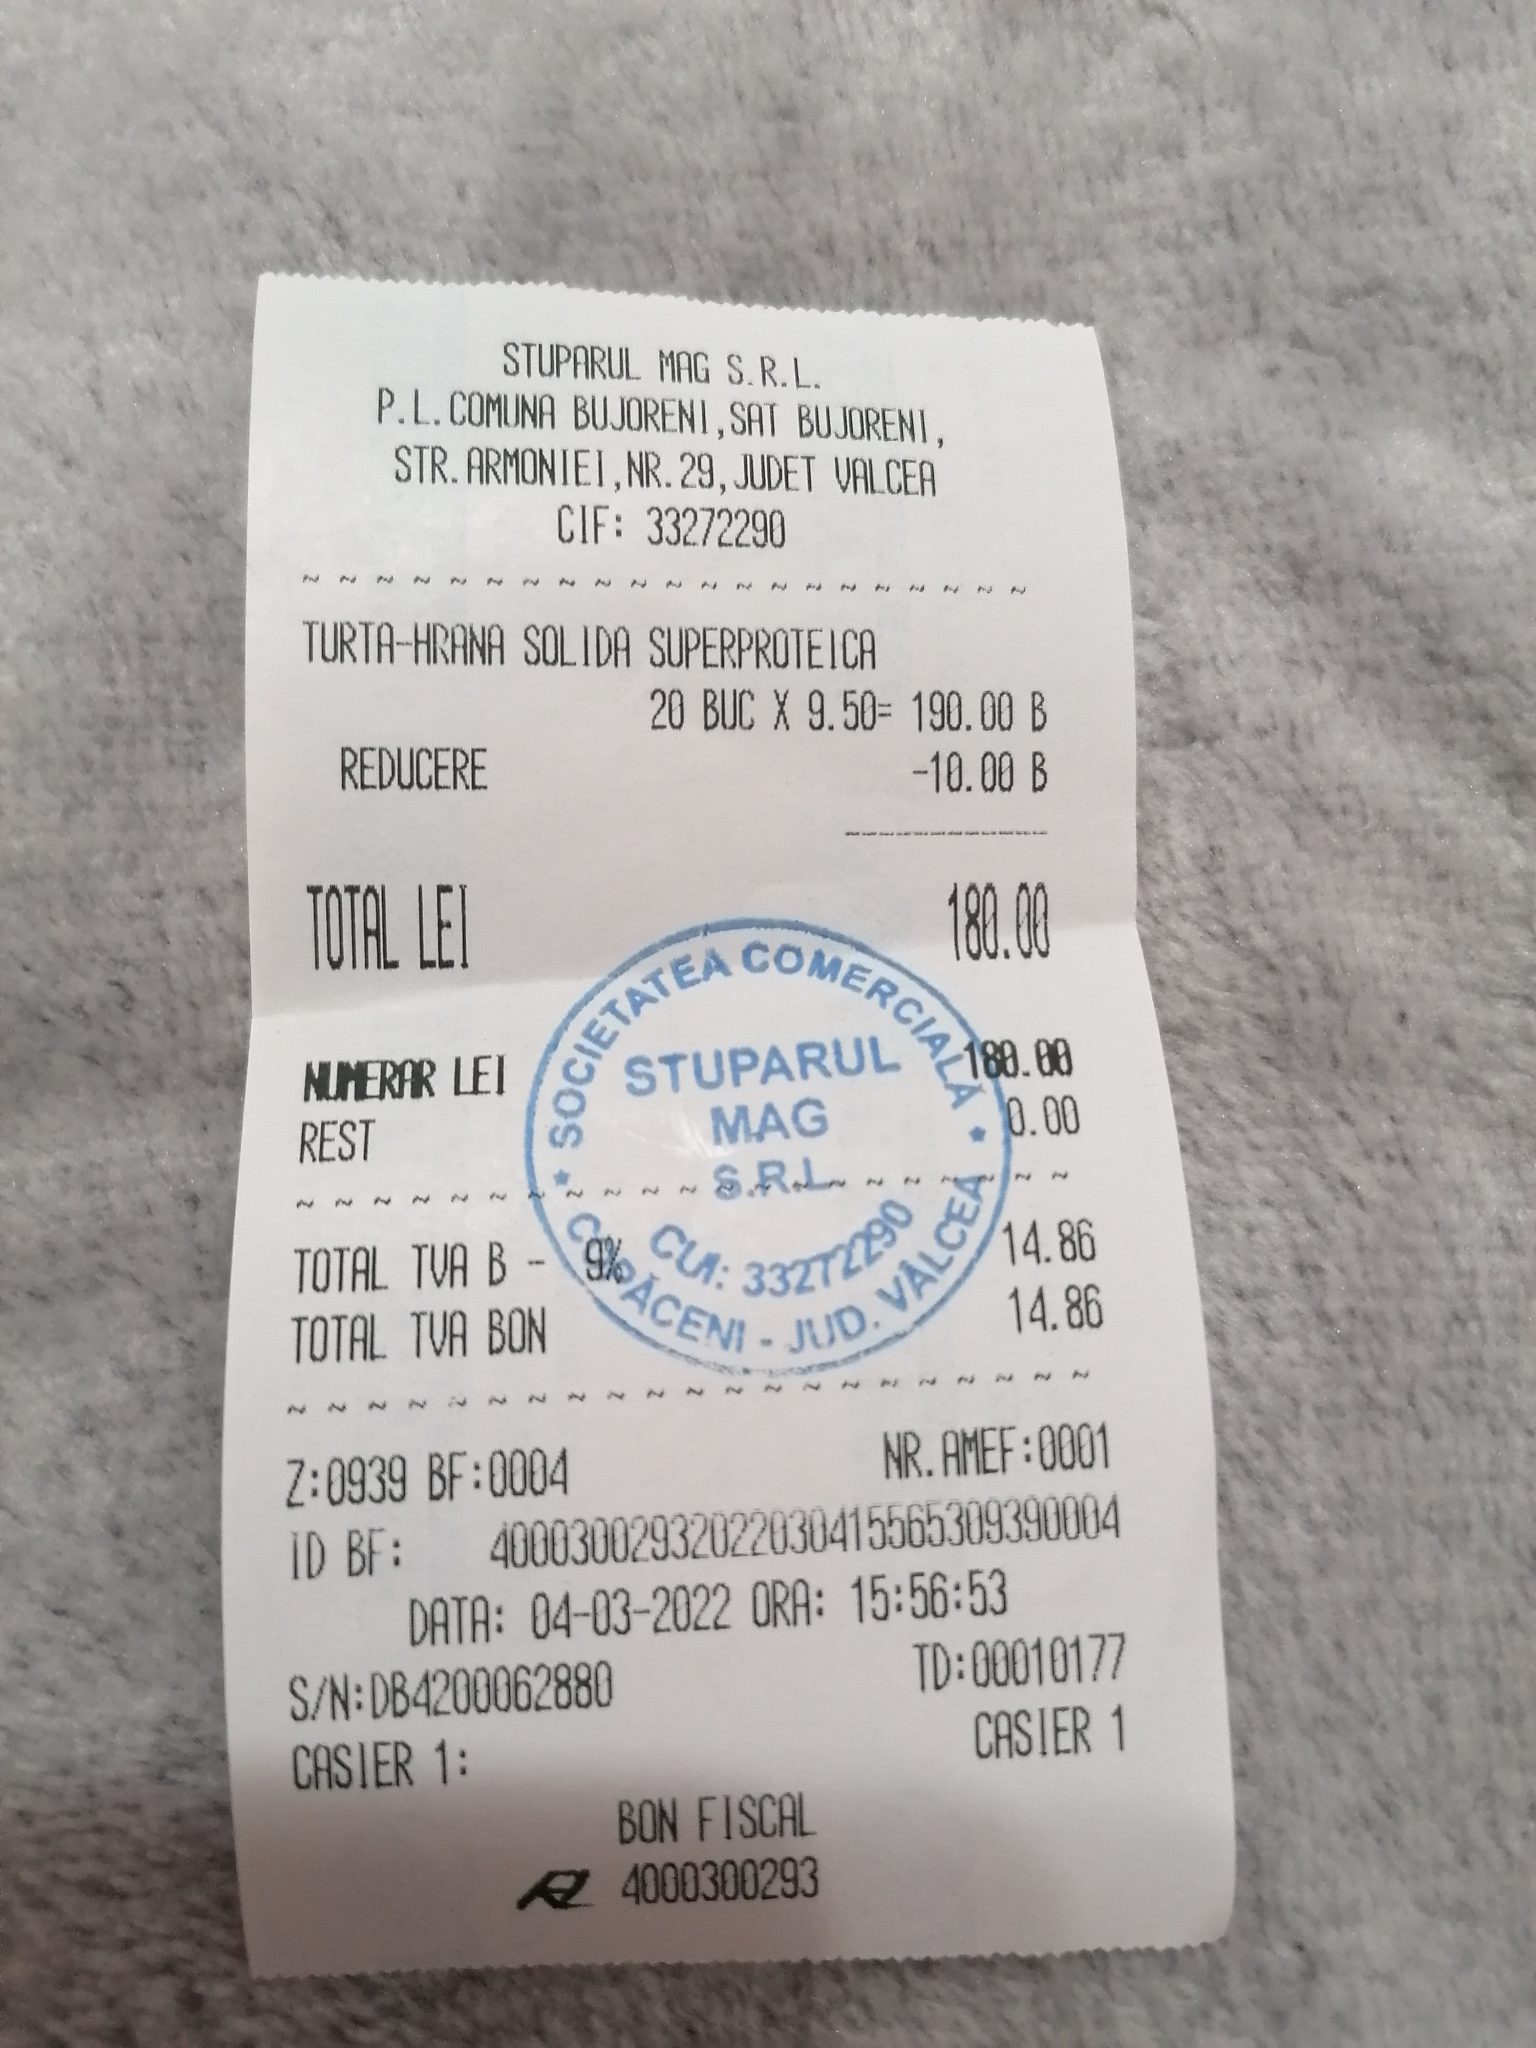 STUPARUL MAG S.R.L.
P.L.COMUNA BUJORENI,SAT BUJORENI,
STR.ARMONIEI,NR.29,JUDET VALCEA
CIF: 33272290
~ ~ ~ ~ ~ ~ ~ ~ ~ ~ ~ ~ ~ ~ ~ ~ ~ ~ ~ ~
TURTA-HRANA SOLIDA SUPERPROTEICA
20 BUC X 9.50= 190.00 B
REDUCERE -10.00 B
-----------
TOTAL LEI 180.00
NUMERAR LEI 180.00
REST 0.00
~ ~ ~ ~ ~ ~ ~ ~ ~ ~ ~ ~ ~ ~ ~ ~ ~ ~ ~ ~
TOTAL TVA B - 9% 14.86
TOTAL TVA BON 14.86
~ ~ ~ ~ ~ ~ ~ ~ ~ ~ ~ ~ ~ ~ ~ ~ ~ ~ ~ ~
Z:0939 BF:0004 NR.AMEF:0001
ID BF: 40003002932022030415565309390004
DATA: 04-03-2022 ORA: 15:56:53
S/N:DB4200062880 TD:00010177
CASIER 1: CASIER 1
BON FISCAL
4000300293
* SOCIETATEA COMERCIALĂ *
STUPARUL
MAG
S.R.L.
CUI: 33272290
COPĂCENI - JUD. VÂLCEA